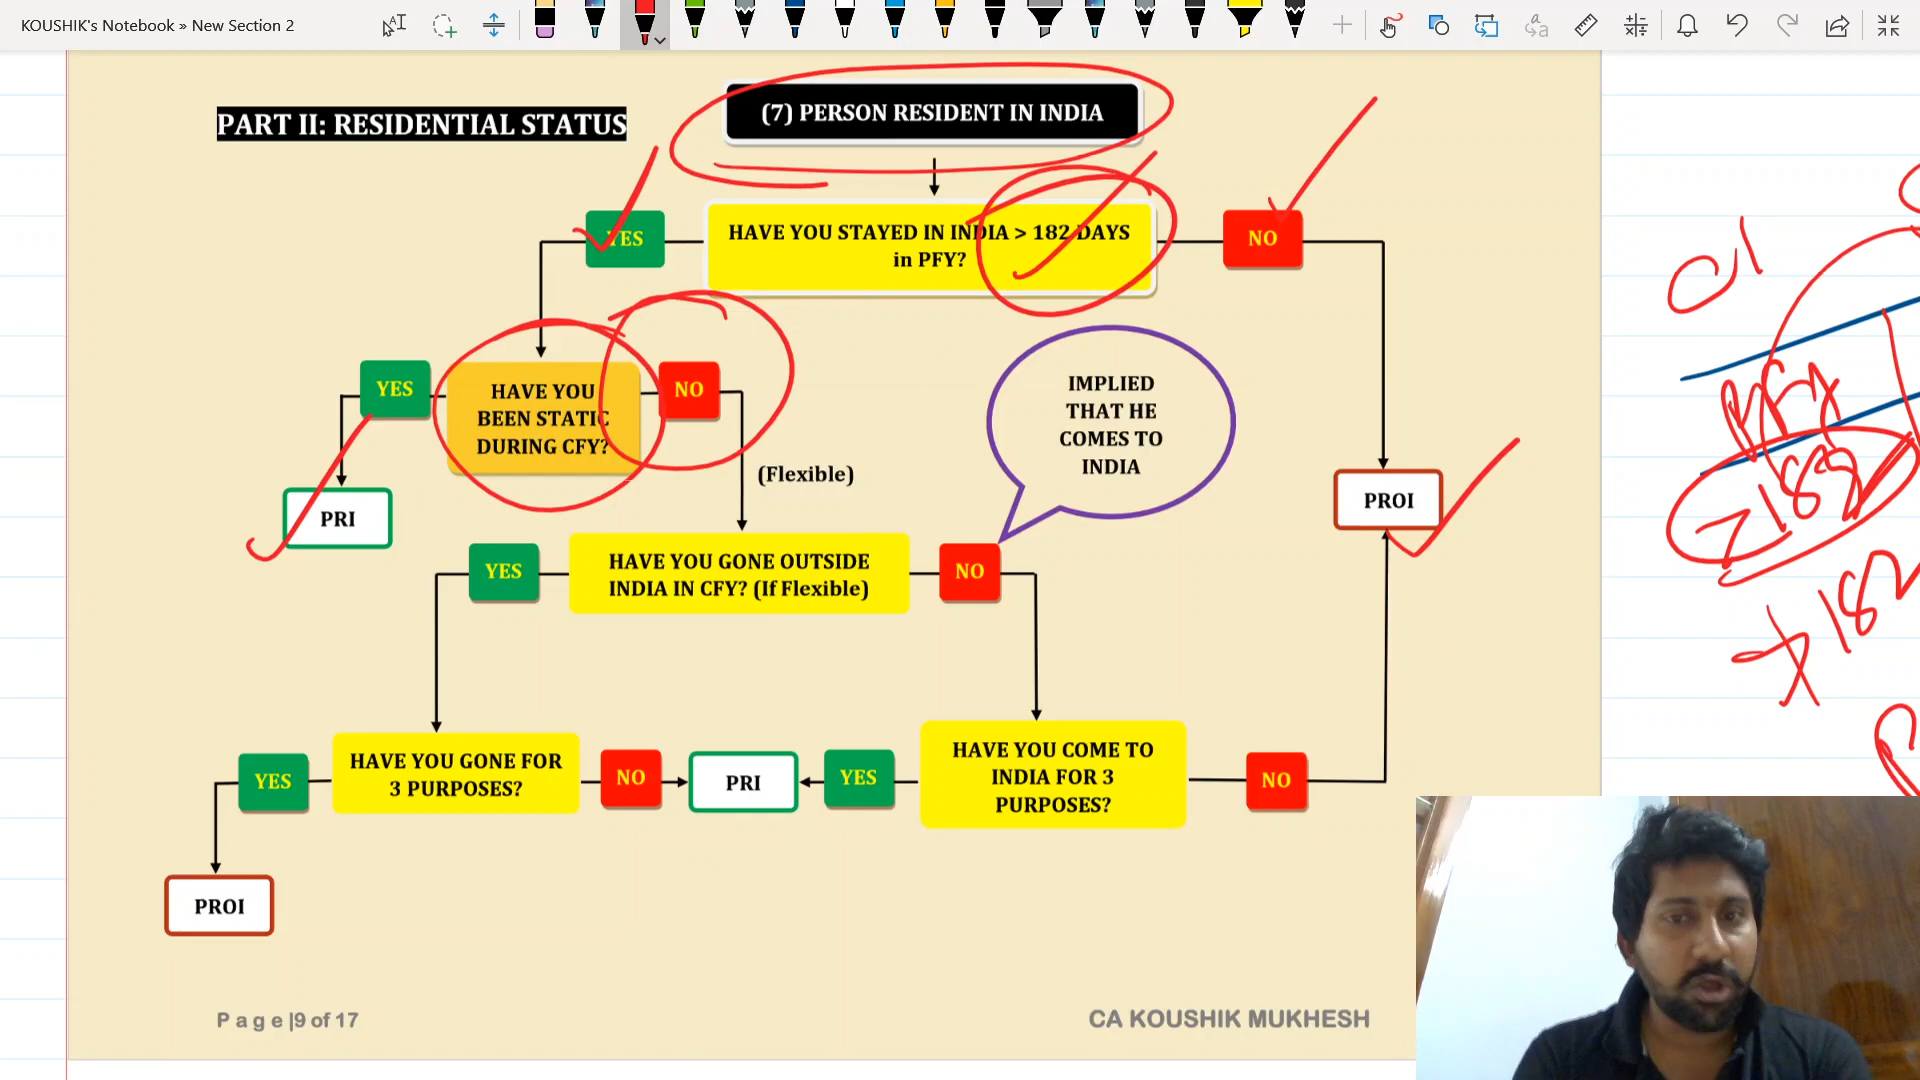 KOUSHIK's Notebook » New Section 2
PART II: RESIDENTIAL STATUS
(7) PERSON RESIDENT IN INDIA
YES
HAVE YOU STAYED IN INDIA > 182 DAYS
in PFY?
NO
YES
HAVE YOU
BEEN STATIC
DURING CFY?
NO
(Flexible)
IMPLIED
THAT HE
COMES TO
INDIA
PRI
PROI
YES
HAVE YOU GONE OUTSIDE
INDIA IN CFY? (If Flexible)
NO
YES
HAVE YOU GONE FOR
3 PURPOSES?
NO
PRI
YES
HAVE YOU COME TO
INDIA FOR 3
PURPOSES?
NO
PROI
Page |9 of 17
CA KOUSHIK MUKHESH
PFY
182
182